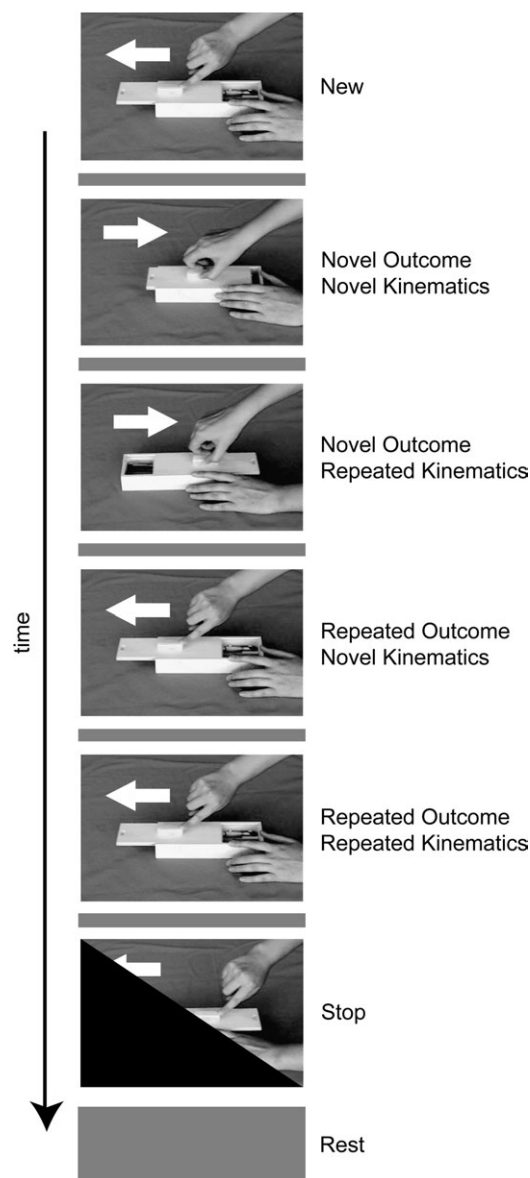 New
Novel Outcome
Novel Kinematics
Novel Outcome
Repeated Kinematics
time
Repeated Outcome
Novel Kinematics
Repeated Outcome
Repeated Kinematics
Stop
Rest